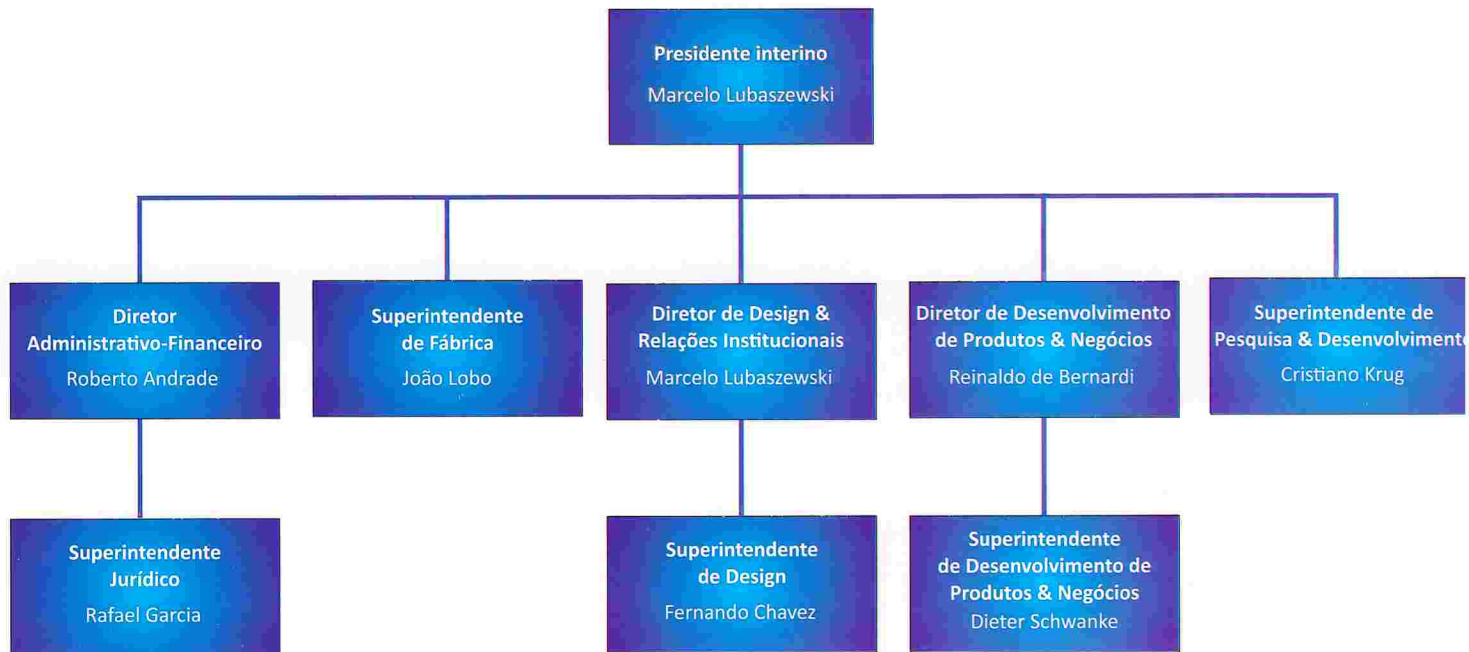 Presidente interino
Marcelo Lubaszewski
Diretor
Administrativo-Financeiro
Roberto Andrade
Superintendente
de Fábrica
João Lobo
Diretor de Design &
Relações Institucionais
Marcelo Lubaszewski
Diretor de Desenvolvimento
de Produtos & Negócios
Reinaldo de Bernardi
Superintendente de
Pesquisa & Desenvolvimento
Cristiano Krug
Superintendente
Jurídico
Rafael Garcia
Superintendente
de Design
Fernando Chavez
Superintendente
de Desenvolvimento de
Produtos & Negócios
Dieter Schwanke